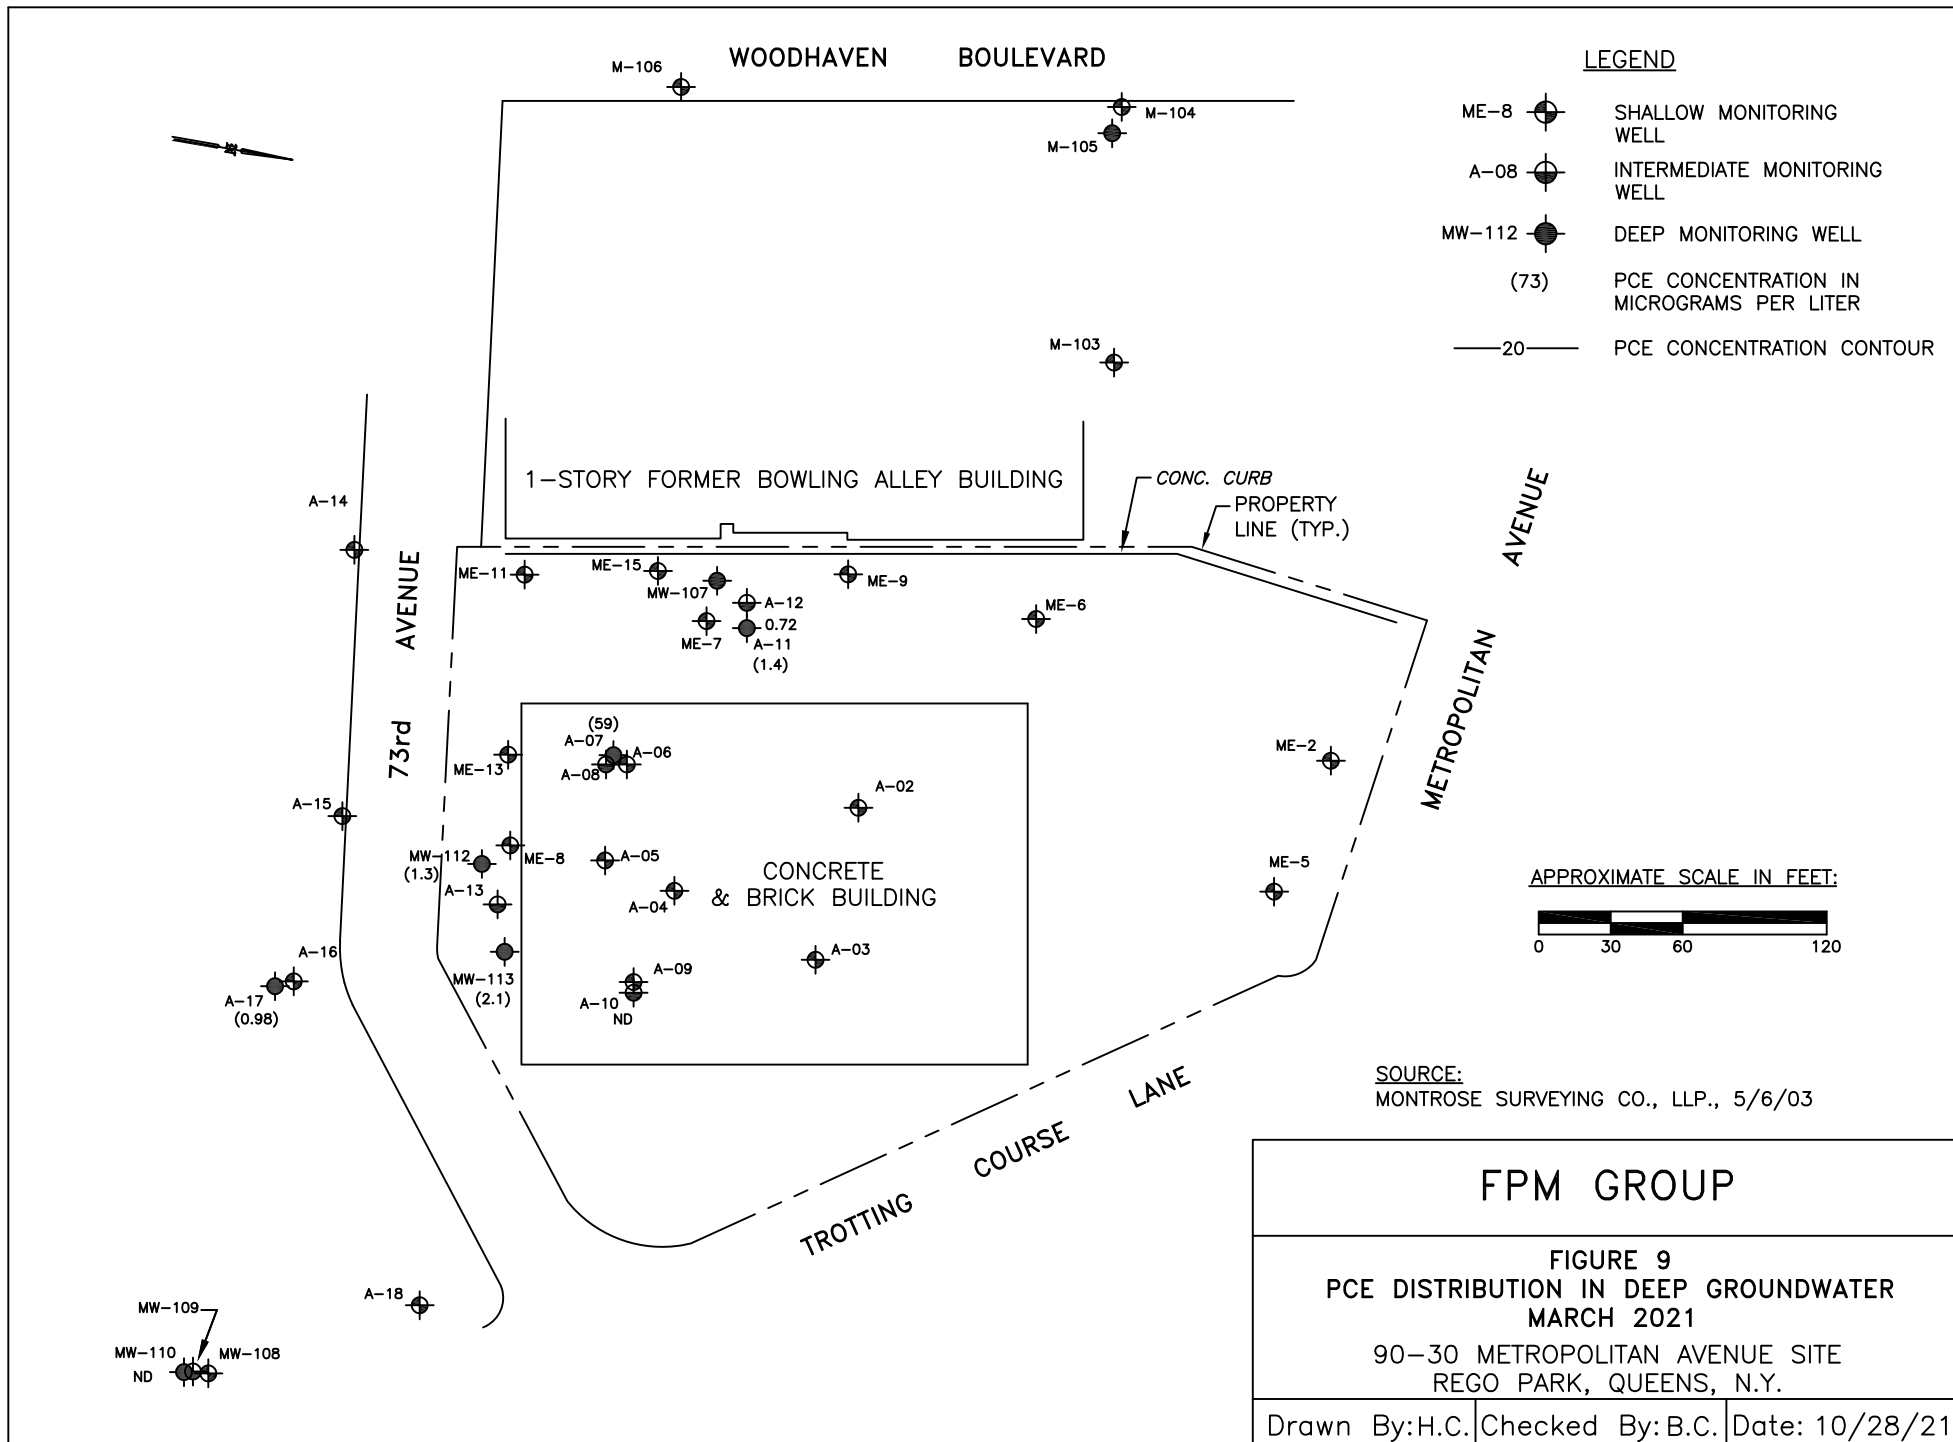 WOODHAVEN BOULEVARD
M-106
M-104
M-105
M-103
LEGEND
ME-8
SHALLOW MONITORING
WELL
A-08
INTERMEDIATE MONITORING
WELL
MW-112
DEEP MONITORING WELL
(73)
PCE CONCENTRATION IN
MICROGRAMS PER LITER
20
PCE CONCENTRATION CONTOUR
1-STORY FORMER BOWLING ALLEY BUILDING
CONC. CURB
PROPERTY
LINE (TYP.)
METROPOLITAN AVENUE
73rd AVENUE
A-14
ME-11
ME-15
MW-107
ME-7
A-12
0.72
A-11
(1.4)
ME-9
ME-6
(59)
A-07
A-06
A-08
ME-13
A-02
ME-2
A-15
MW-112
(1.3)
ME-8
A-05
A-13
A-04
CONCRETE
& BRICK BUILDING
ME-5
A-03
A-16
A-17
(0.98)
MW-113
(2.1)
A-09
A-10
ND
APPROXIMATE SCALE IN FEET:
0 30 60 120
TROTTING COURSE LANE
SOURCE:
MONTROSE SURVEYING CO., LLP., 5/6/03
A-18
MW-109
MW-110
ND
MW-108
FPM GROUP
FIGURE 9
PCE DISTRIBUTION IN DEEP GROUNDWATER
MARCH 2021
90-30 METROPOLITAN AVENUE SITE
REGO PARK, QUEENS, N.Y.
Drawn By: H.C. Checked By: B.C. Date: 10/28/21